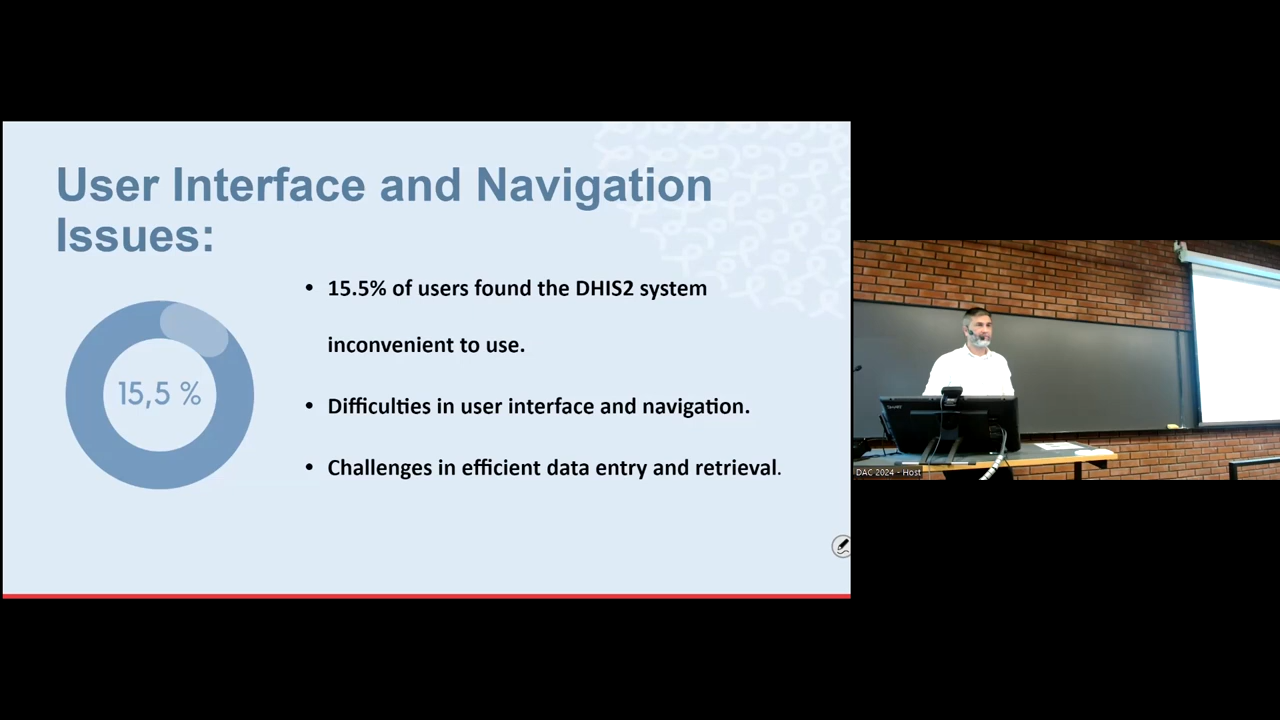 User Interface and Navigation
Issues:
15,5 %
• 15.5% of users found the DHIS2 system
inconvenient to use.
• Difficulties in user interface and navigation.
• Challenges in efficient data entry and retrieval.
DAC 2024 - Host